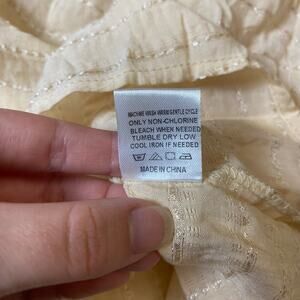 MACHINE WASH WARM GENTLE CYCLE
ONLY NON-CHLORINE
BLEACH WHEN NEEDED
TUMBLE DRY LOW
COOL IRON IF NEEDED
MADE IN CHINA